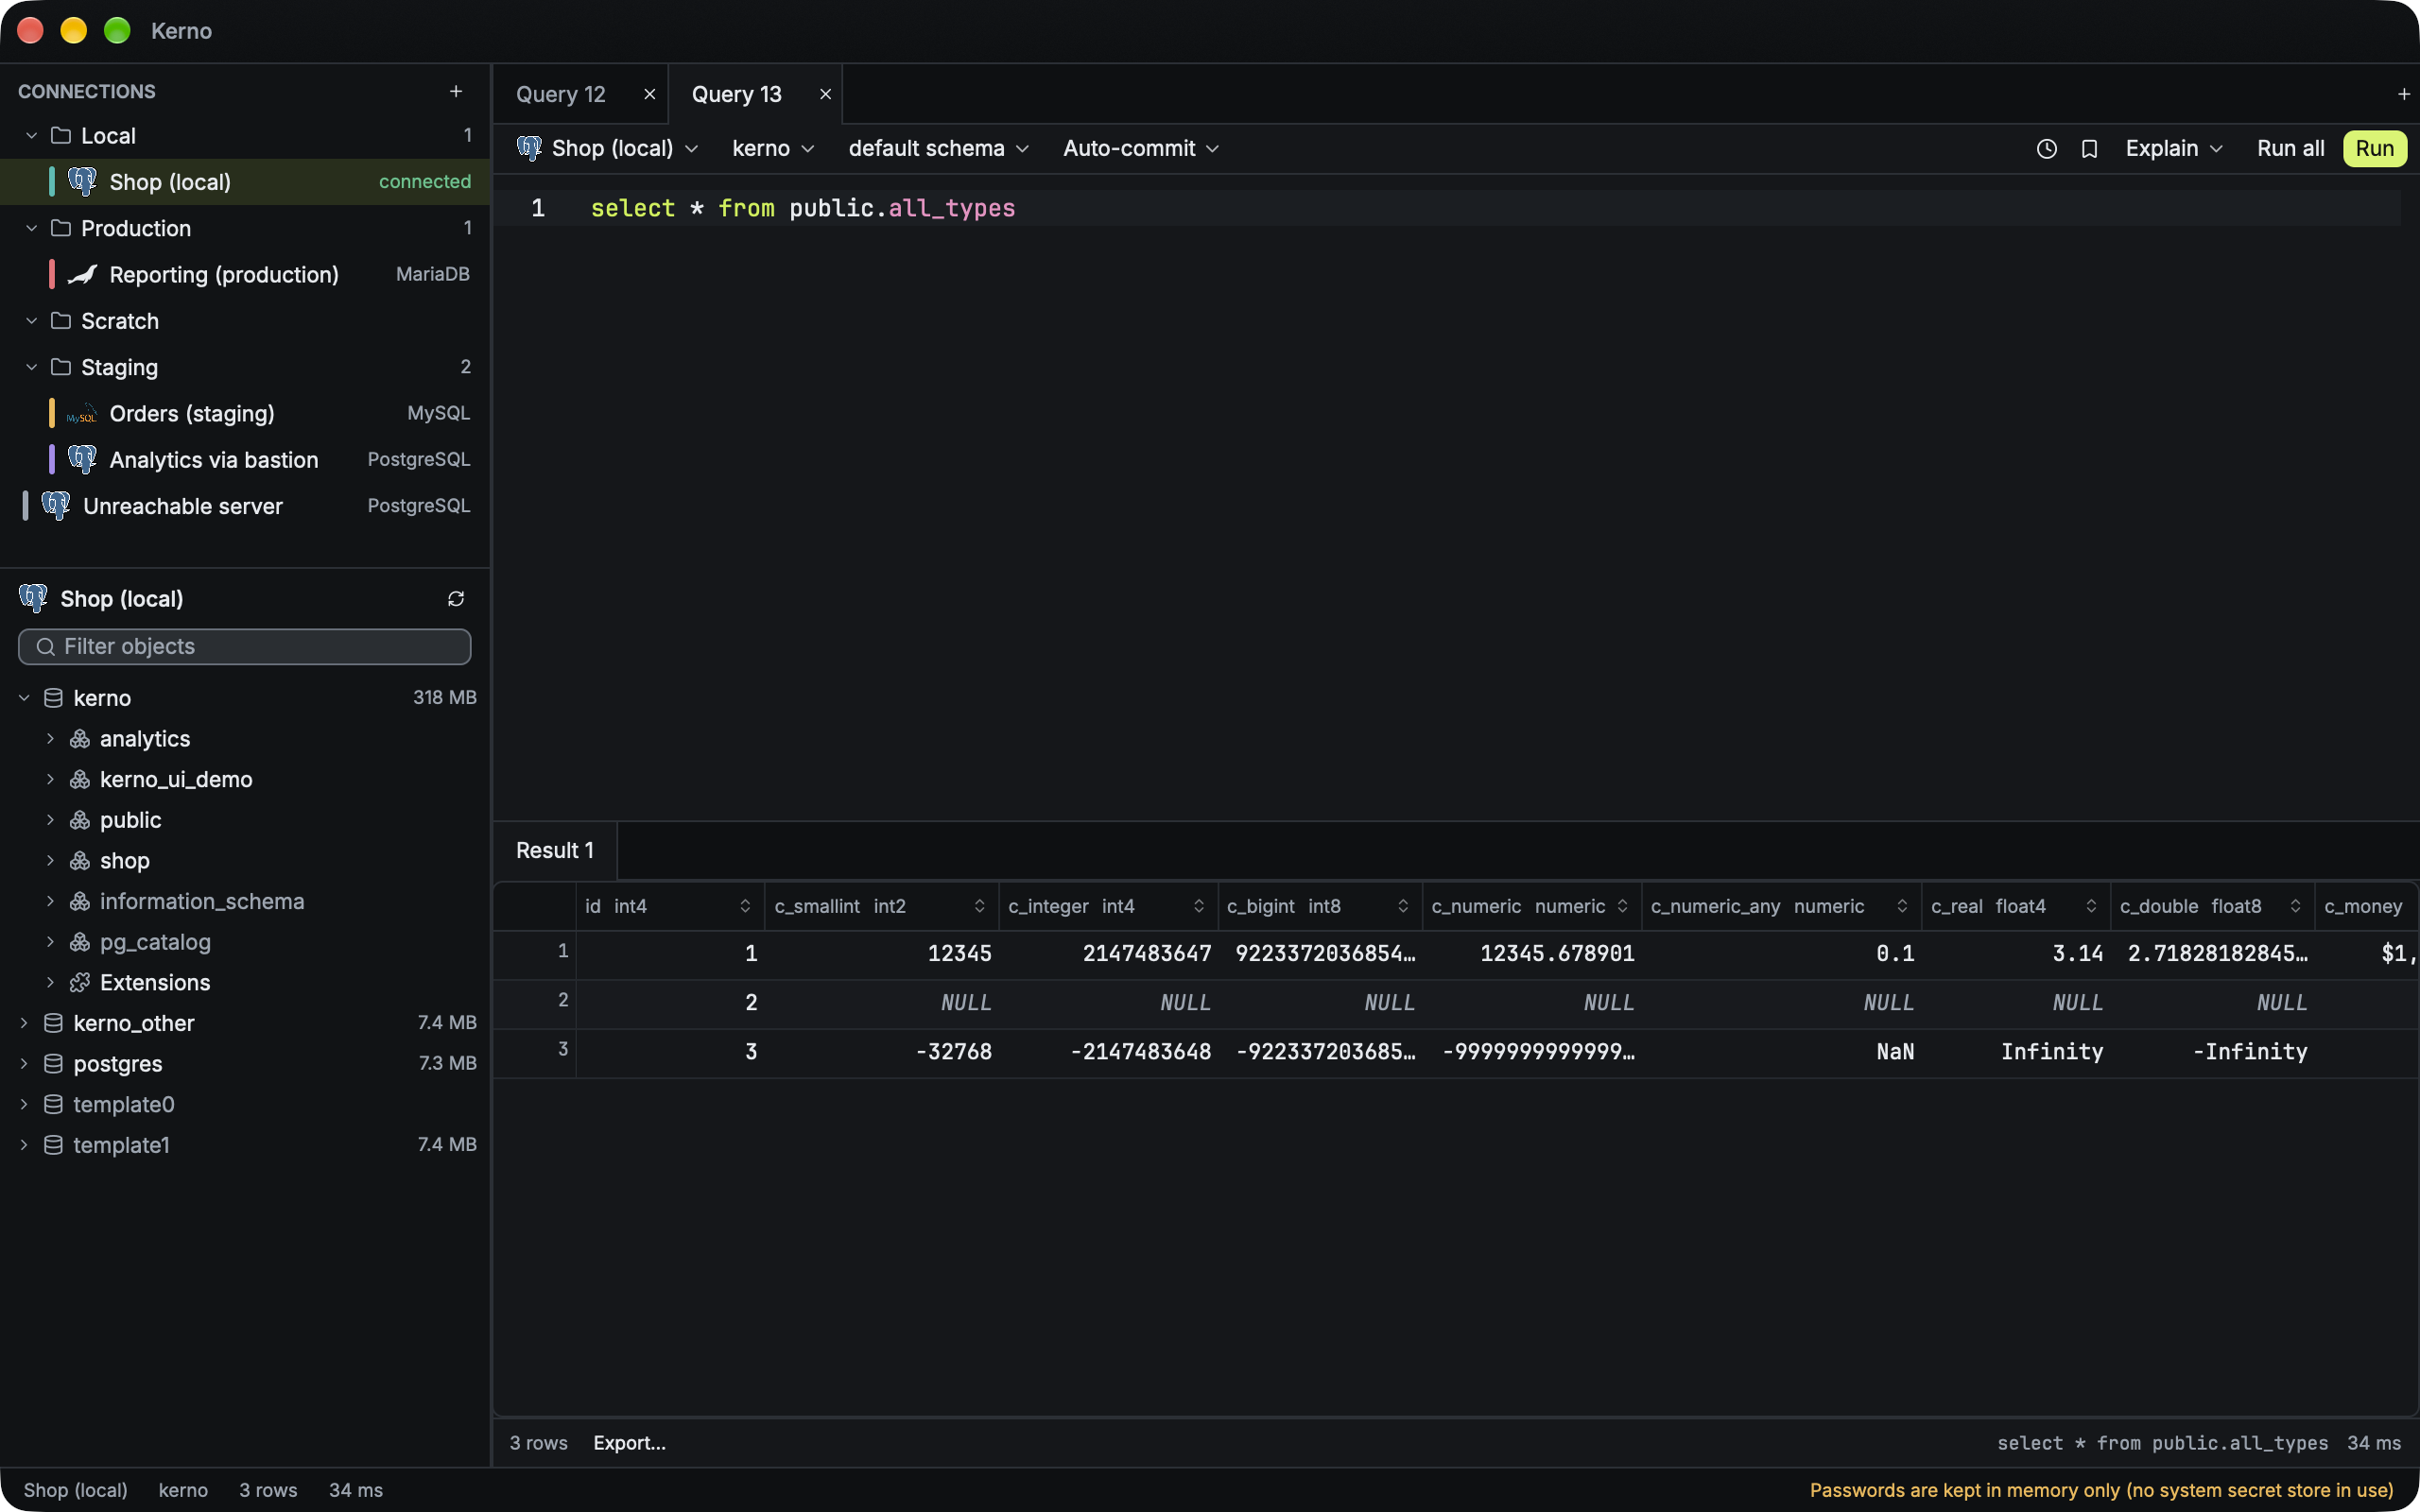 Kerno
CONNECTIONS
Local 1
Shop (local) connected
Production 1
Reporting (production) MariaDB
Scratch
Staging 2
MySQL Orders (staging) MySQL
Analytics via bastion PostgreSQL
Unreachable server PostgreSQL
Shop (local)
Filter objects
kerno 318 MB
analytics
kerno_ui_demo
public
shop
information_schema
pg_catalog
Extensions
kerno_other 7.4 MB
postgres 7.3 MB
template0
template1 7.4 MB
Query 12 Query 13
Shop (local) kerno default schema Auto-commit Explain Run all Run
1 select * from public.all_types
Result 1
id int4 c_smallint int2 c_integer int4 c_bigint int8 c_numeric numeric c_numeric_any numeric c_real float4 c_double float8 c_money
1 1 12345 2147483647 9223372036854… 12345.678901 0.1 3.14 2.71828182845… $1,
2 2 NULL NULL NULL NULL NULL NULL NULL
3 3 -32768 -2147483648 -922337203685… -9999999999999… NaN Infinity -Infinity
3 rows Export... select * from public.all_types 34 ms
Shop (local) kerno 3 rows 34 ms Passwords are kept in memory only (no system secret store in use)